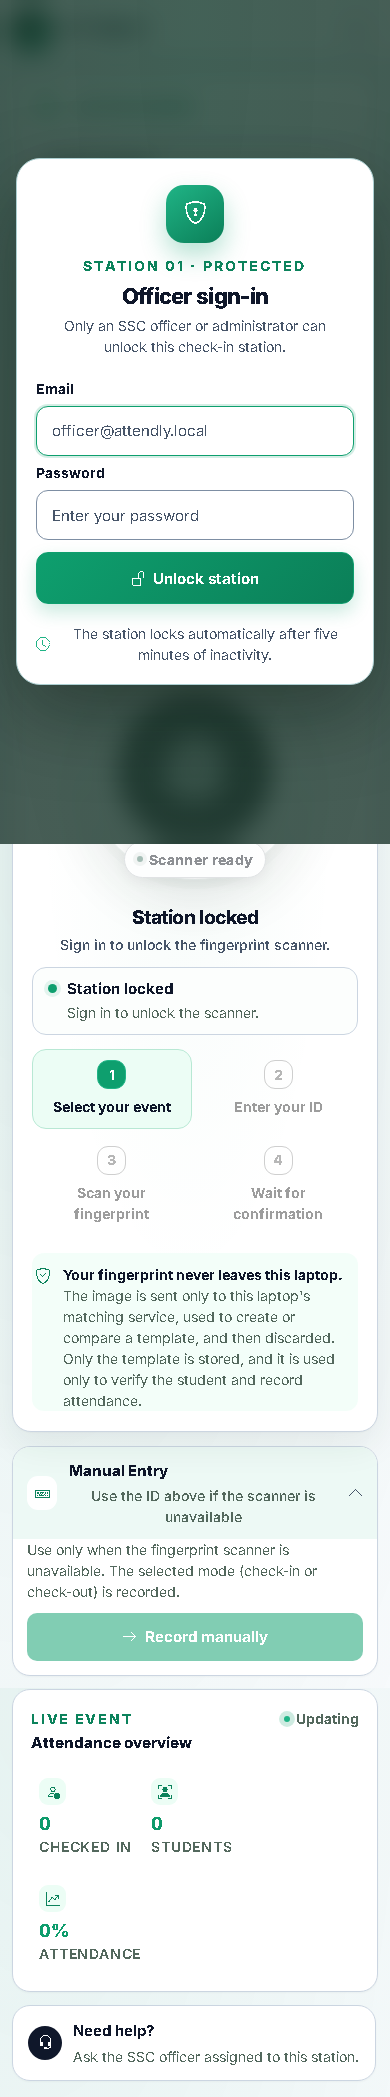 STATION 01 · PROTECTED
Officer sign-in
Only an SSC officer or administrator can
unlock this check-in station.
Email
officer@attendly.local
Password
Enter your password
Unlock station
The station locks automatically after five
minutes of inactivity.
Scanner ready
Station locked
Sign in to unlock the fingerprint scanner.
Station locked
Sign in to unlock the scanner.
1
Select your event
2
Enter your ID
3
Scan your
fingerprint
4
Wait for
confirmation
Your fingerprint never leaves this laptop.
The image is sent only to this laptop's
matching service, used to create or
compare a template, and then discarded.
Only the template is stored, and it is used
only to verify the student and record
attendance.
Manual Entry
Use the ID above if the scanner is
unavailable
Use only when the fingerprint scanner is
unavailable. The selected mode (check-in or
check-out) is recorded.
Record manually
LIVE EVENT
Updating
Attendance overview
0
CHECKED IN
0
STUDENTS
0%
ATTENDANCE
Need help?
Ask the SSC officer assigned to this station.